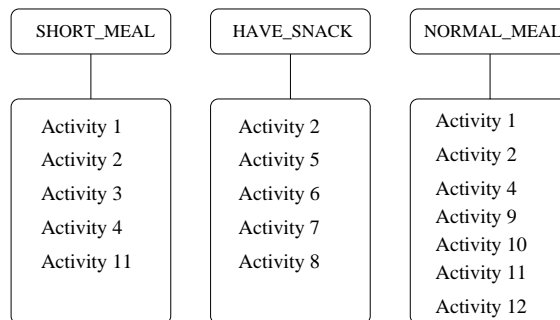 SHORT_MEAL
HAVE_SNACK
NORMAL_MEAL
Activity 1
Activity 2
Activity 3
Activity 4
Activity 11
Activity 2
Activity 5
Activity 6
Activity 7
Activity 8
Activity 1
Activity 2
Activity 4
Activity 9
Activity 10
Activity 11
Activity 12